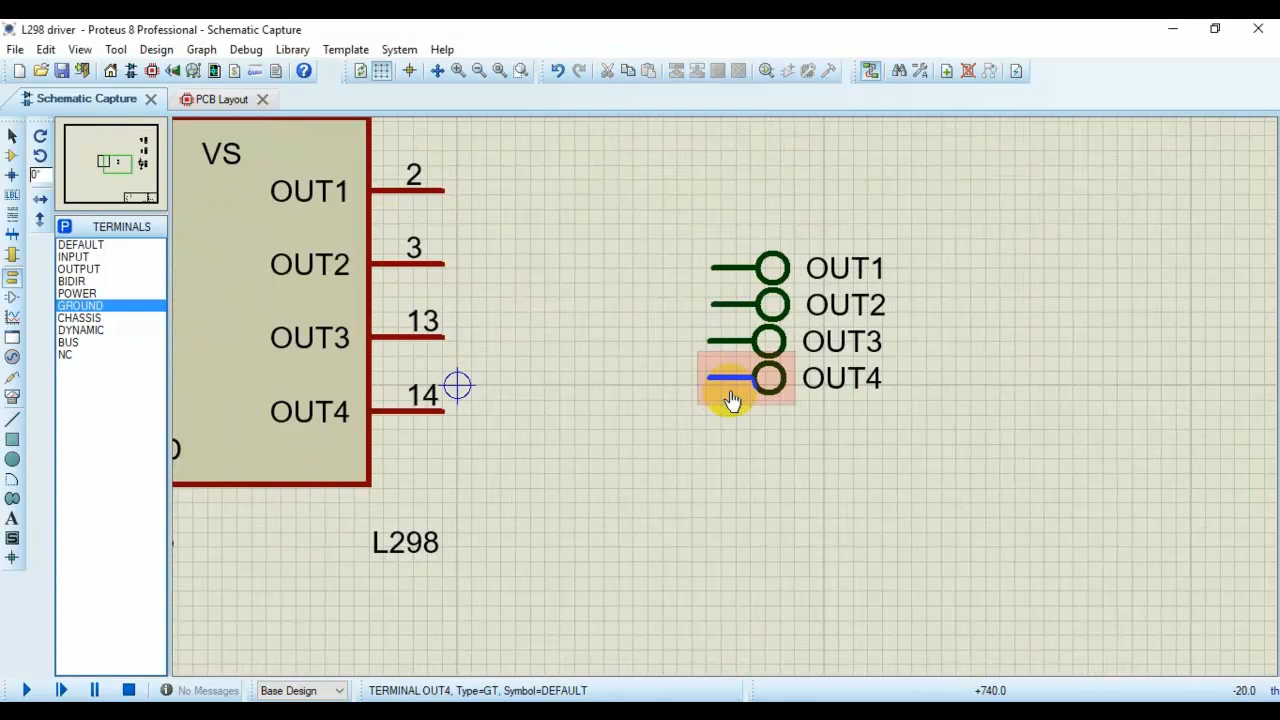 L298 driver - Proteus 8 Professional - Schematic Capture
File Edit View Tool Design Graph Debug Library Template System Help
Schematic Capture PCB Layout
0°
LBL
P TERMINALS
DEFAULT
INPUT
OUTPUT
BIDIR
POWER
GROUND
CHASSIS
DYNAMIC
BUS
NC
A
S
VS
OUT1 2
OUT2 3
OUT3 13
OUT4 14
L298
OUT1
OUT2
OUT3
OUT4
No Messages Base Design TERMINAL OUT4, Type=GT, Symbol=DEFAULT +740.0 -20.0 th